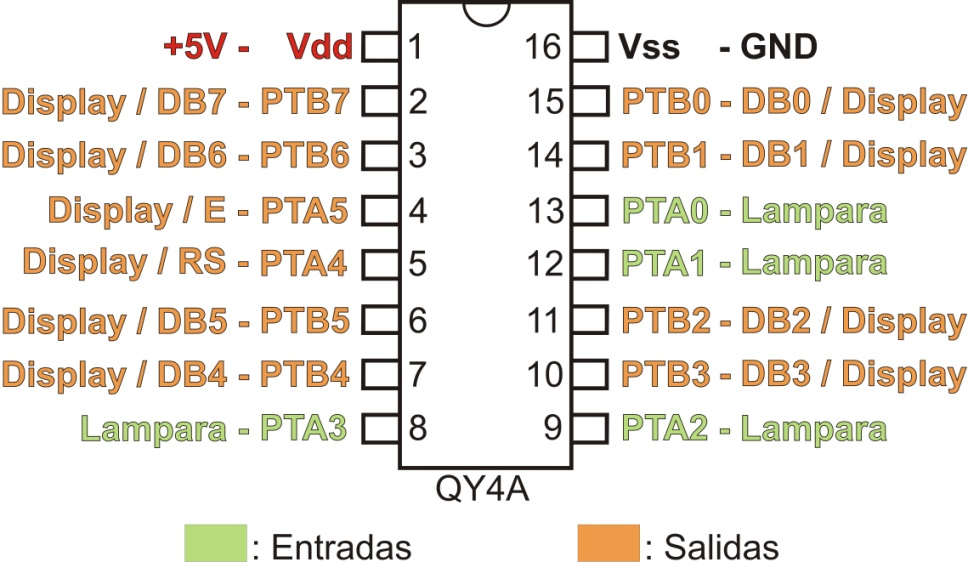 +5V - Vdd 1 16 Vss - GND
Display / DB7 - PTB7 2 15 PTB0 - DB0 / Display
Display / DB6 - PTB6 3 14 PTB1 - DB1 / Display
Display / E - PTA5 4 13 PTA0 - Lampara
Display / RS - PTA4 5 12 PTA1 - Lampara
Display / DB5 - PTB5 6 11 PTB2 - DB2 / Display
Display / DB4 - PTB4 7 10 PTB3 - DB3 / Display
Lampara - PTA3 8 9 PTA2 - Lampara
QY4A
: Entradas : Salidas